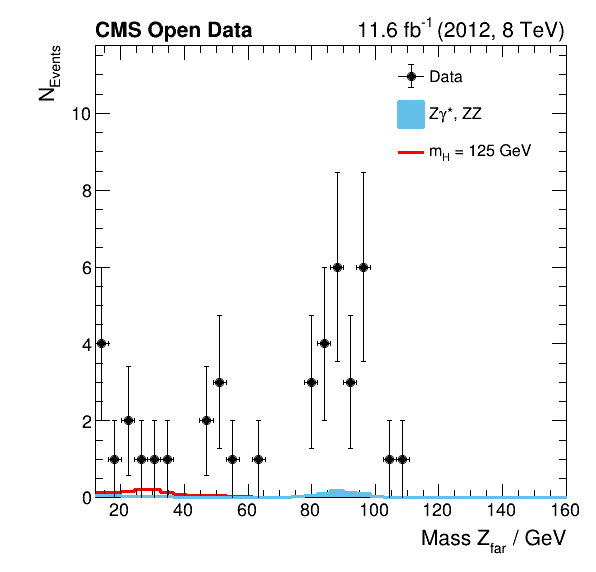 CMS Open Data 11.6 fb⁻¹ (2012, 8 TeV)
N_Events
Data
Zγ*, ZZ
m_H = 125 GeV
10
8
6
4
2
0
20 40 60 80 100 120 140 160
Mass Z_far / GeV